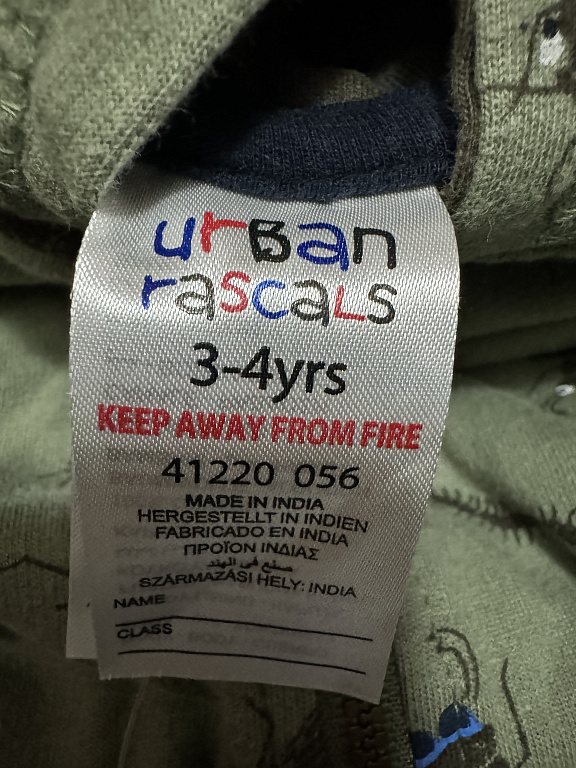 urban
rascals
3-4yrs
KEEP AWAY FROM FIRE
41220 056
MADE IN INDIA
HERGESTELLT IN INDIEN
FABRICADO EN INDIA
ΠΡΟΪΟΝ ΙΝΔΙΑΣ
صنع في الهند
SZÁRMAZÁSI HELY: INDIA
NAME
CLASS